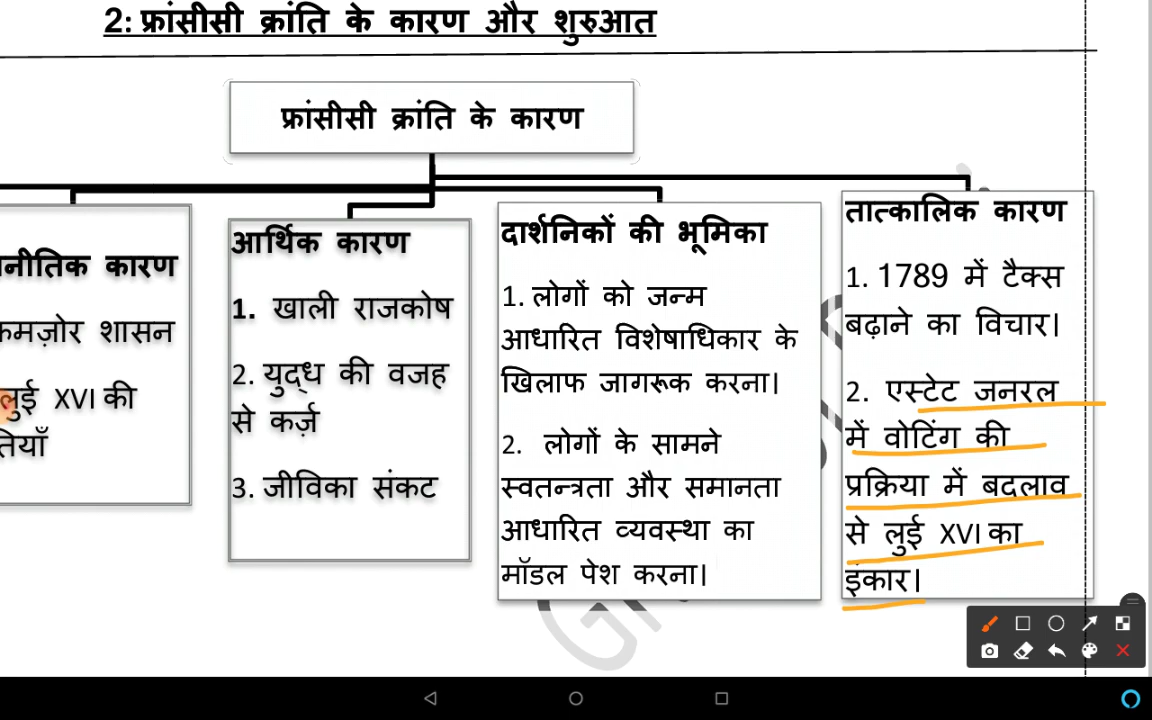 2: फ्रांसीसी क्रांति के कारण और शुरुआत
फ्रांसीसी क्रांति के कारण
नीतिक कारण
कमज़ोर शासन
लुई XVI की
तियाँ
आर्थिक कारण
1. खाली राजकोष
2. युद्ध की वजह
से कर्ज़
3. जीविका संकट
दार्शनिकों की भूमिका
1. लोगों को जन्म
आधारित विशेषाधिकार के
खिलाफ जागरूक करना।
2. लोगों के सामने
स्वतन्त्रता और समानता
आधारित व्यवस्था का
मॉडल पेश करना।
तात्कालिक कारण
1. 1789 में टैक्स
बढ़ाने का विचार।
2. एस्टेट जनरल
में वोटिंग की
प्रक्रिया में बदलाव
से लुई XVI का
इंकार।